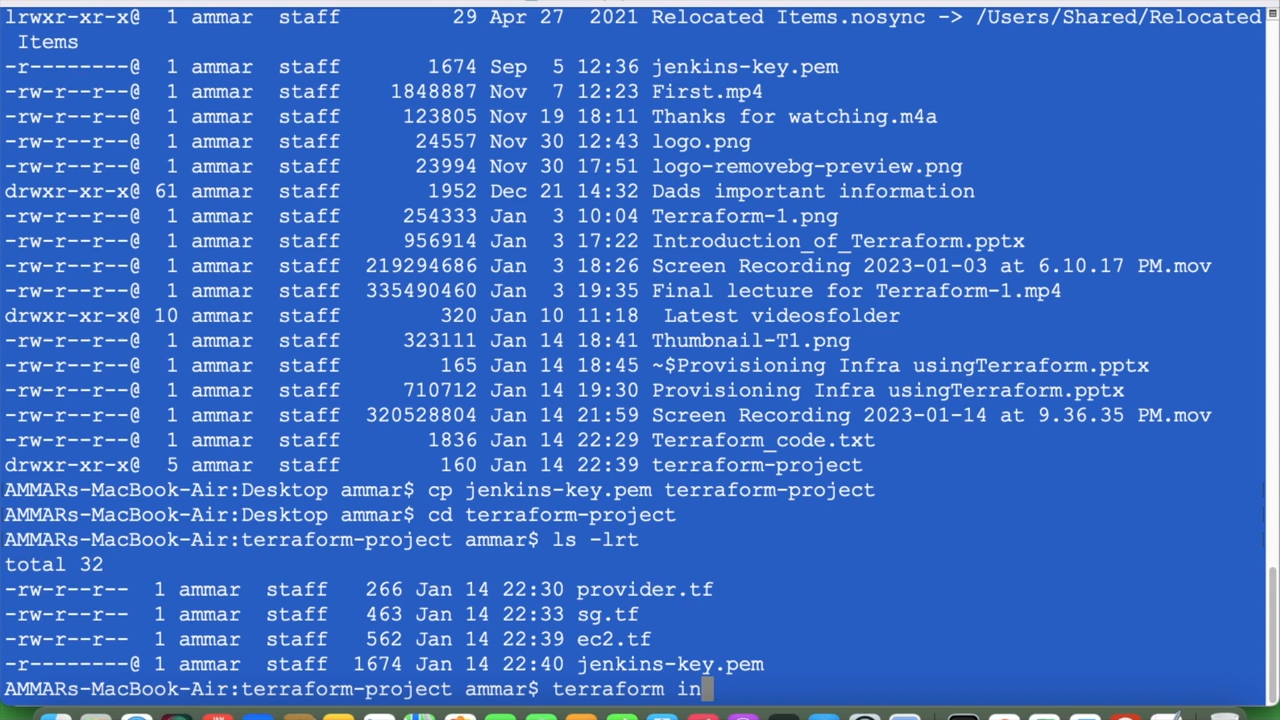 lrwxr-xr-x@  1 ammar  staff         29 Apr 27  2021 Relocated Items.nosync -> /Users/Shared/Relocated
 Items
-r--------@  1 ammar  staff       1674 Sep  5 12:36 jenkins-key.pem
-rw-r--r--@  1 ammar  staff    1848887 Nov  7 12:23 First.mp4
-rw-r--r--@  1 ammar  staff     123805 Nov 19 18:11 Thanks for watching.m4a
-rw-r--r--@  1 ammar  staff      24557 Nov 30 12:43 logo.png
-rw-r--r--@  1 ammar  staff      23994 Nov 30 17:51 logo-removebg-preview.png
drwxr-xr-x@ 61 ammar  staff       1952 Dec 21 14:32 Dads important information
-rw-r--r--@  1 ammar  staff     254333 Jan  3 10:04 Terraform-1.png
-rw-r--r--@  1 ammar  staff     956914 Jan  3 17:22 Introduction_of_Terraform.pptx
-rw-r--r--@  1 ammar  staff  219294686 Jan  3 18:26 Screen Recording 2023-01-03 at 6.10.17 PM.mov
-rw-r--r--@  1 ammar  staff  335490460 Jan  3 19:35 Final lecture for Terraform-1.mp4
drwxr-xr-x@ 10 ammar  staff        320 Jan 10 11:18  Latest videosfolder
-rw-r--r--@  1 ammar  staff     323111 Jan 14 18:41 Thumbnail-T1.png
-rw-r--r--@  1 ammar  staff        165 Jan 14 18:45 ~$Provisioning Infra usingTerraform.pptx
-rw-r--r--@  1 ammar  staff     710712 Jan 14 19:30 Provisioning Infra usingTerraform.pptx
-rw-r--r--@  1 ammar  staff  320528804 Jan 14 21:59 Screen Recording 2023-01-14 at 9.36.35 PM.mov
-rw-r--r--@  1 ammar  staff       1836 Jan 14 22:29 Terraform_code.txt
drwxr-xr-x@  5 ammar  staff        160 Jan 14 22:39 terraform-project
AMMARs-MacBook-Air:Desktop ammar$ cp jenkins-key.pem terraform-project
AMMARs-MacBook-Air:Desktop ammar$ cd terraform-project
AMMARs-MacBook-Air:terraform-project ammar$ ls -lrt
total 32
-rw-r--r--  1 ammar  staff   266 Jan 14 22:30 provider.tf
-rw-r--r--  1 ammar  staff   463 Jan 14 22:33 sg.tf
-rw-r--r--  1 ammar  staff   562 Jan 14 22:39 ec2.tf
-r--------@ 1 ammar  staff  1674 Jan 14 22:40 jenkins-key.pem
AMMARs-MacBook-Air:terraform-project ammar$ terraform in